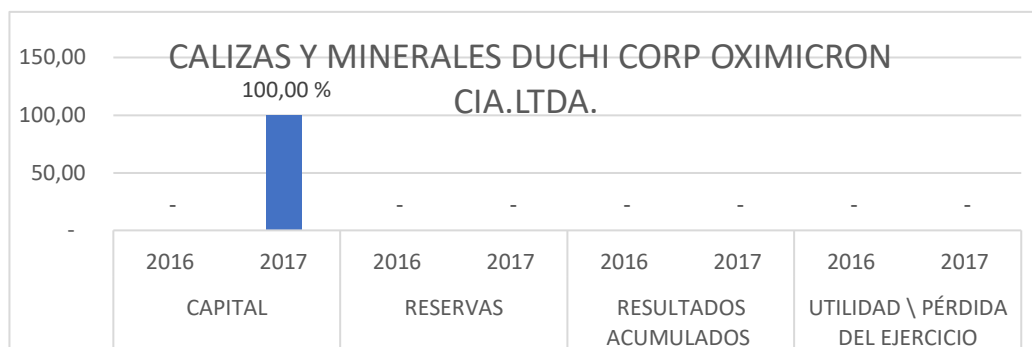 CALIZAS Y MINERALES DUCHI CORP OXIMICRON
CIA.LTDA.
150,00
100,00 %
100,00
50,00
- - - - - - -
-
2016 2017 2016 2017 2016 2017 2016 2017
CAPITAL RESERVAS RESULTADOS ACUMULADOS UTILIDAD \ PÉRDIDA DEL EJERCICIO